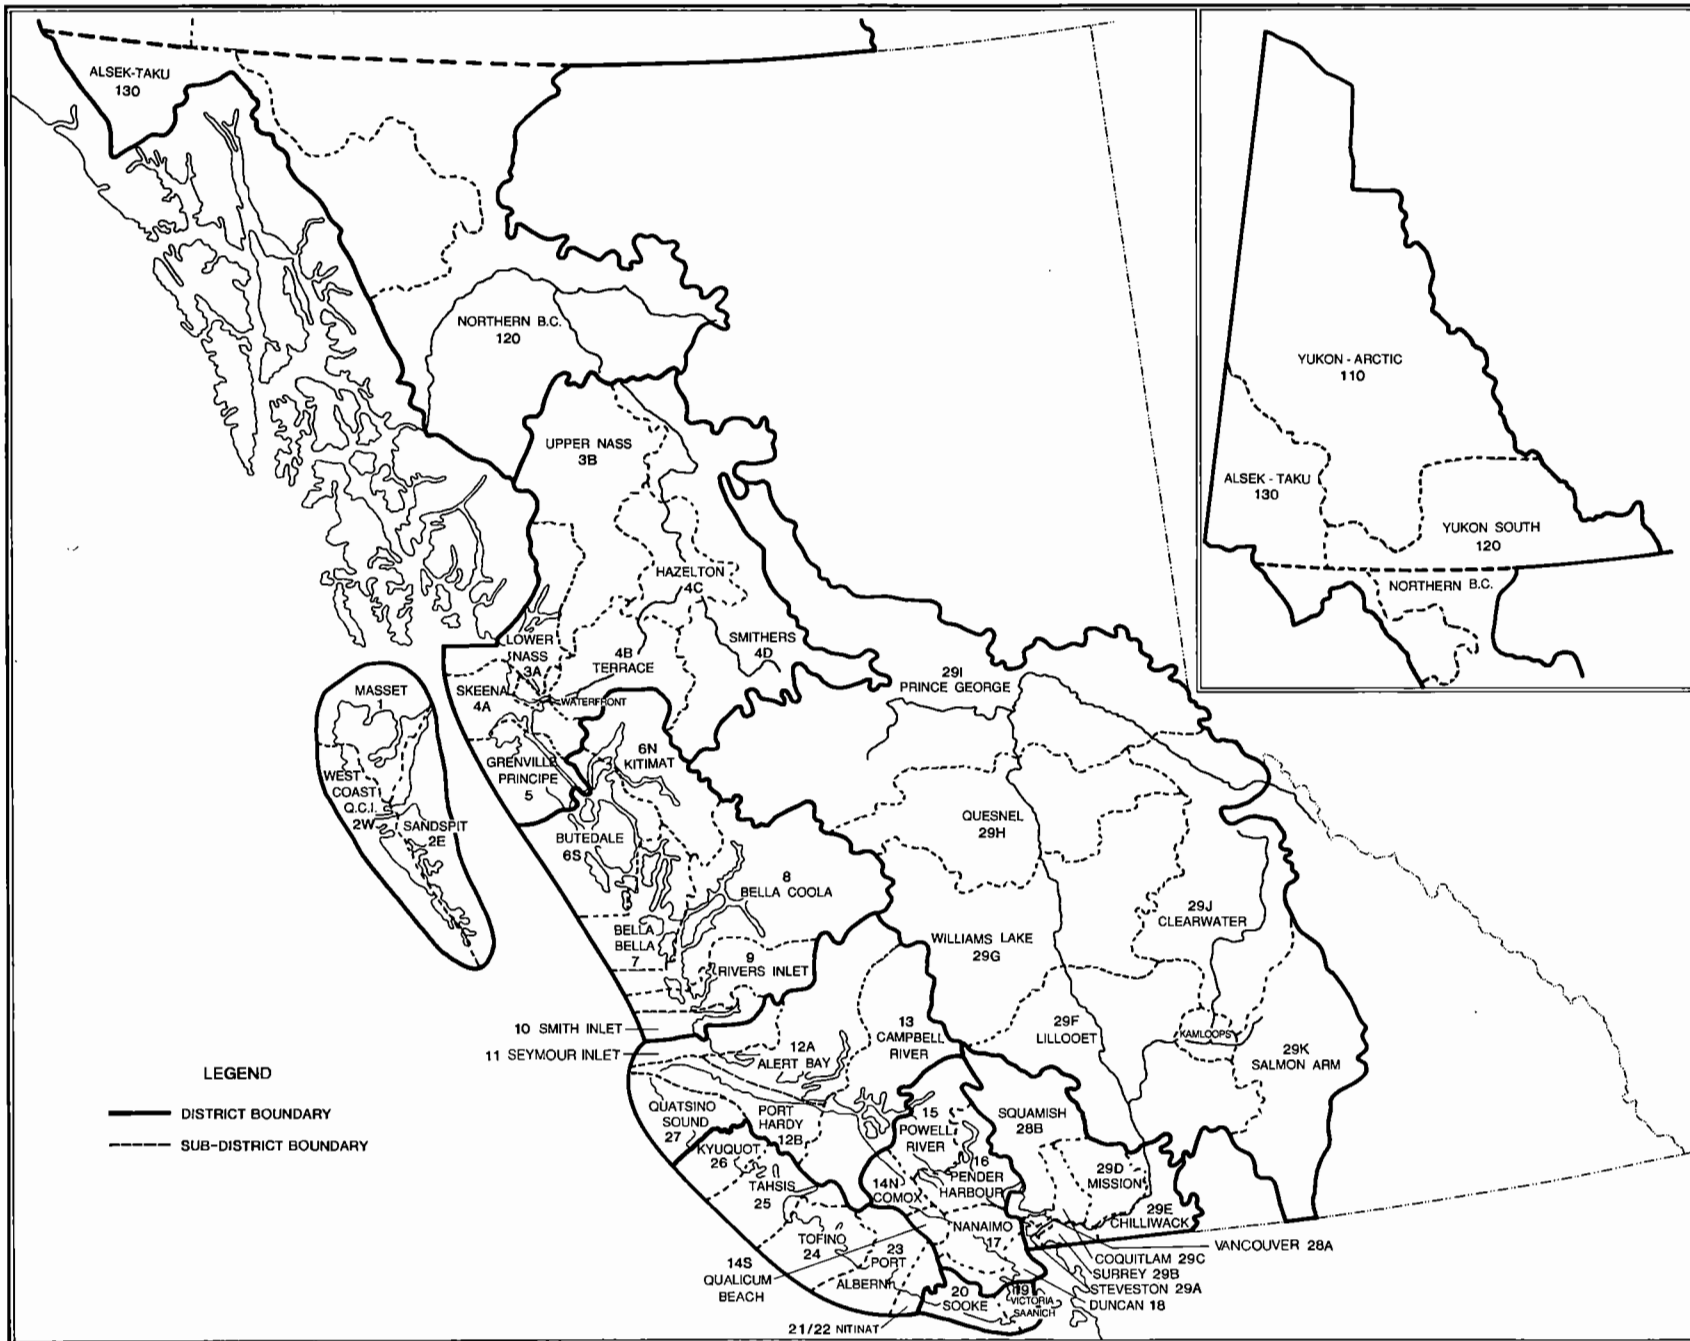 ALSEK-TAKU
130
NORTHERN B.C.
120
UPPER NASS
3B
HAZELTON
4C
LOWER
NASS
3A
4B
TERRACE
SMITHERS
4D
SKEENA
4A
WATERFRONT
MASSET
1
WEST
COAST
Q.C.I.
2W
SANDSPIT
2E
GRENVILLE
PRINCIPE
5
6N
KITIMAT
BUTEDALE
6S
29I
PRINCE GEORGE
QUESNEL
29H
8
BELLA COOLA
BELLA
BELLA
7
9
RIVERS INLET
WILLIAMS LAKE
29G
29J
CLEARWATER
10 SMITH INLET
11 SEYMOUR INLET
12A
ALERT BAY
13
CAMPBELL
RIVER
29F
LILLOOET
KAMLOOPS
29K
SALMON ARM
QUATSINO
SOUND
27
PORT
HARDY
12B
15
POWELL
RIVER
SQUAMISH
28B
KYUQUOT
26
TAHSIS
25
14N
COMOX
16
PENDER
HARBOUR
29D
MISSION
29E
CHILLIWACK
TOFINO
24
23
PORT
ALBERNI
NANAIMO
17
14S
QUALICUM
BEACH
20
SOOKE
19
VICTORIA
SAANICH
21/22 NITINAT
VANCOUVER 28A
COQUITLAM 29C
SURREY 29B
STEVESTON 29A
DUNCAN 18
LEGEND
DISTRICT BOUNDARY
SUB-DISTRICT BOUNDARY
YUKON - ARCTIC
110
ALSEK - TAKU
130
YUKON SOUTH
120
NORTHERN B.C.